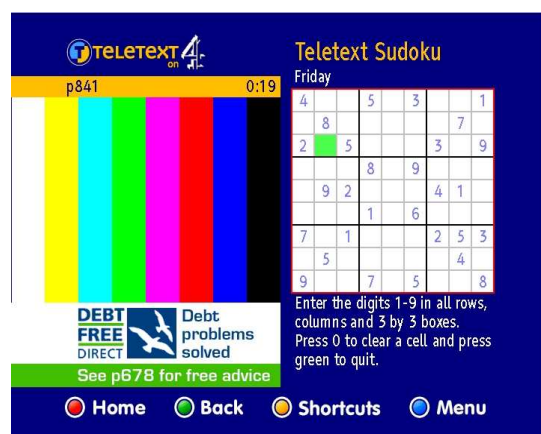 TELETEXT
on 4
p841 0:19
DEBT
FREE
DIRECT
Debt
problems
solved
See p678 for free advice
Teletext Sudoku
Friday
4 5 3 1
8 7
2 5 3 9
8 9
9 2 4 1
1 6
7 1 2 5 3
5 4
9 7 5 8
Enter the digits 1-9 in all rows,
columns and 3 by 3 boxes.
Press 0 to clear a cell and press
green to quit.
Home Back Shortcuts Menu